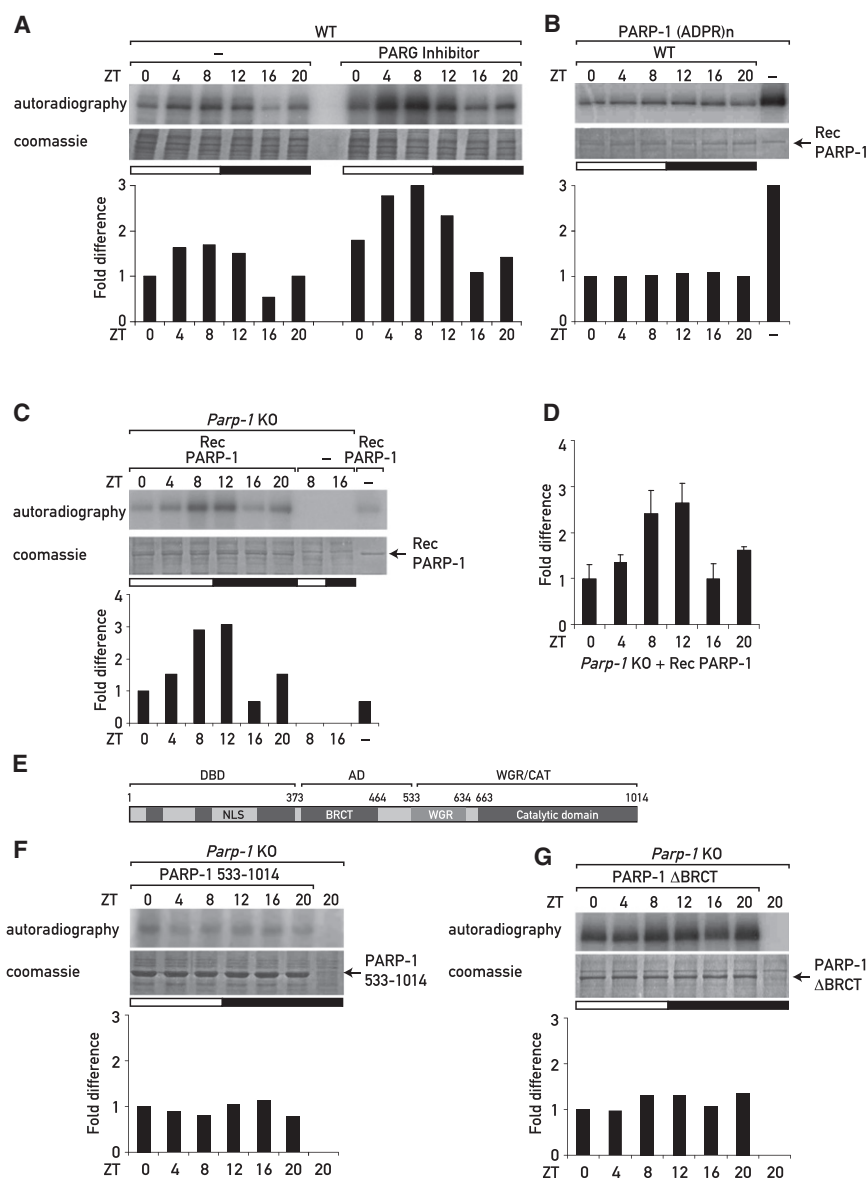 A
WT
–
PARG Inhibitor
ZT 0 4 8 12 16 20 0 4 8 12 16 20
autoradiography
coomassie
3
2
1
0
Fold difference
ZT 0 4 8 12 16 20 0 4 8 12 16 20
B
PARP-1 (ADPR)n
WT
ZT 0 4 8 12 16 20 –
Rec
PARP-1
3
2
1
0
ZT 0 4 8 12 16 20 –
C
Parp-1 KO
Rec
PARP-1
–
Rec
PARP-1
ZT 0 4 8 12 16 20 8 16 –
autoradiography
coomassie
Rec
PARP-1
4
3
2
1
0
Fold difference
ZT 0 4 8 12 16 20 8 16 –
D
4
3
2
1
0
Fold difference
ZT 0 4 8 12 16 20
Parp-1 KO + Rec PARP-1
E
DBD AD WGR/CAT
1 373 464 533 634 663 1014
NLS BRCT WGR Catalytic domain
F
Parp-1 KO
PARP-1 533-1014
ZT 0 4 8 12 16 20 20
autoradiography
coomassie
PARP-1
533-1014
3
2
1
0
Fold difference
ZT 0 4 8 12 16 20 20
G
Parp-1 KO
PARP-1 ΔBRCT
ZT 0 4 8 12 16 20 20
autoradiography
coomassie
PARP-1
ΔBRCT
3
2
1
0
Fold difference
ZT 0 4 8 12 16 20 20